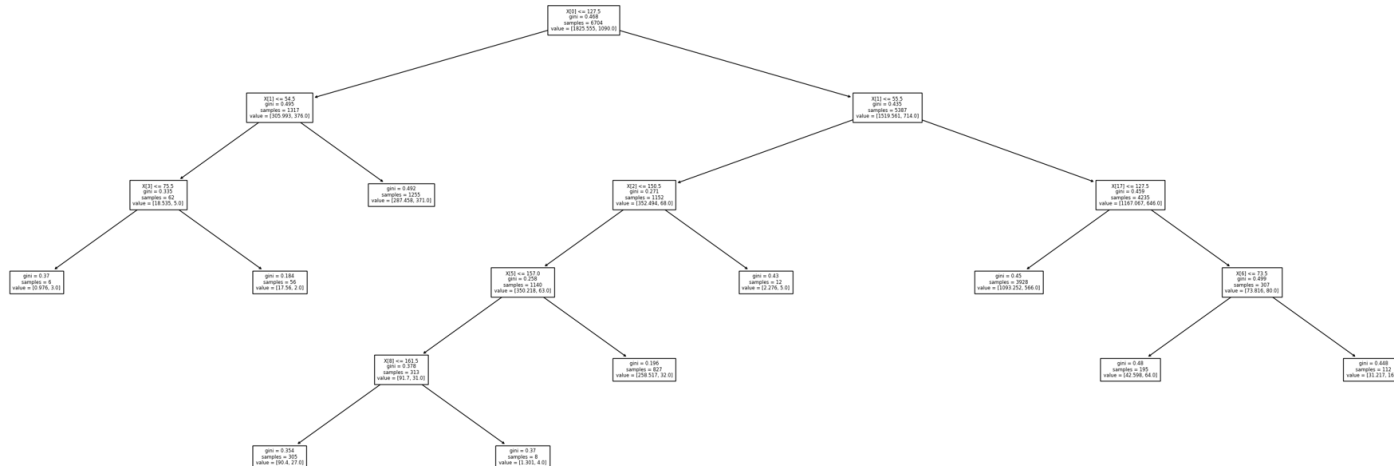 X[0] <= 127.5
gini = 0.468
samples = 6704
value = [1825.555, 1090.0]
X[1] <= 54.5
gini = 0.495
samples = 1317
value = [305.993, 376.0]
X[1] <= 55.5
gini = 0.435
samples = 5387
value = [1519.561, 714.0]
X[3] <= 75.5
gini = 0.335
samples = 62
value = [18.535, 5.0]
gini = 0.492
samples = 1255
value = [287.458, 371.0]
X[2] <= 150.5
gini = 0.271
samples = 1152
value = [352.494, 68.0]
X[17] <= 127.5
gini = 0.459
samples = 4235
value = [1167.067, 646.0]
gini = 0.37
samples = 6
value = [0.976, 3.0]
gini = 0.184
samples = 56
value = [17.56, 2.0]
X[5] <= 157.0
gini = 0.258
samples = 1140
value = [350.218, 63.0]
gini = 0.43
samples = 12
value = [2.276, 5.0]
gini = 0.45
samples = 3928
value = [1093.252, 566.0]
X[6] <= 73.5
gini = 0.499
samples = 307
value = [73.816, 80.0]
X[8] <= 161.5
gini = 0.378
samples = 313
value = [91.7, 31.0]
gini = 0.196
samples = 827
value = [258.517, 32.0]
gini = 0.48
samples = 195
value = [42.598, 64.0]
gini = 0.448
samples = 112
value = [31.217, 16
gini = 0.354
samples = 305
value = [90.4, 27.0]
gini = 0.37
samples = 8
value = [1.301, 4.0]